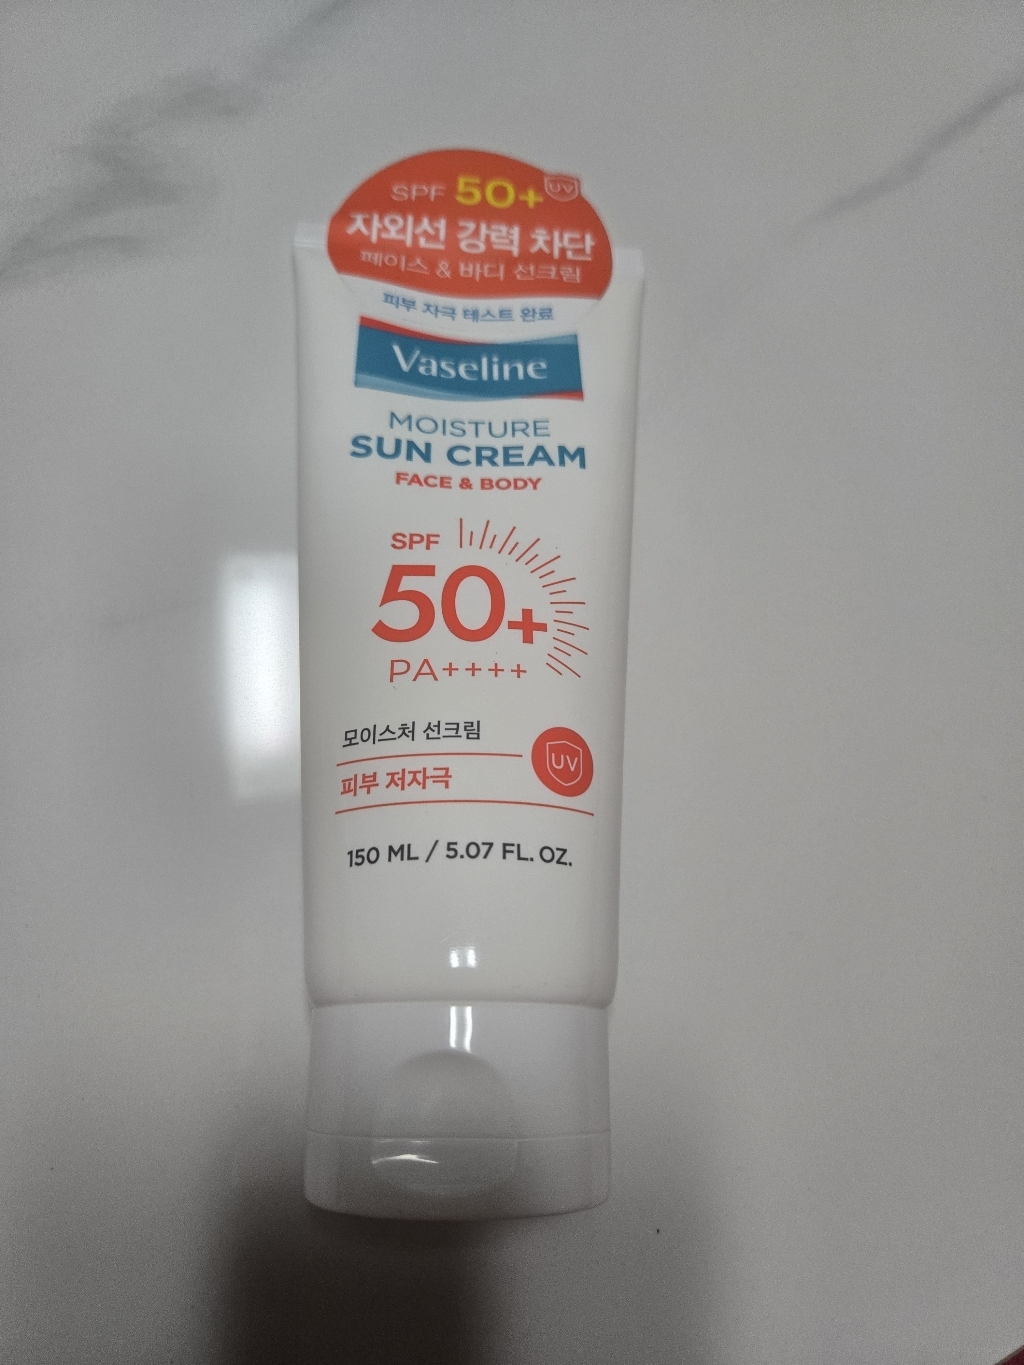 SPF 50+ UV
자외선 강력 차단
페이스 & 바디 선크림
피부 자극 테스트 완료
Vaseline
MOISTURE
SUN CREAM
FACE & BODY
SPF
50+
PA++++
모이스처 선크림
UV
피부 저자극
150 ML / 5.07 FL. OZ.